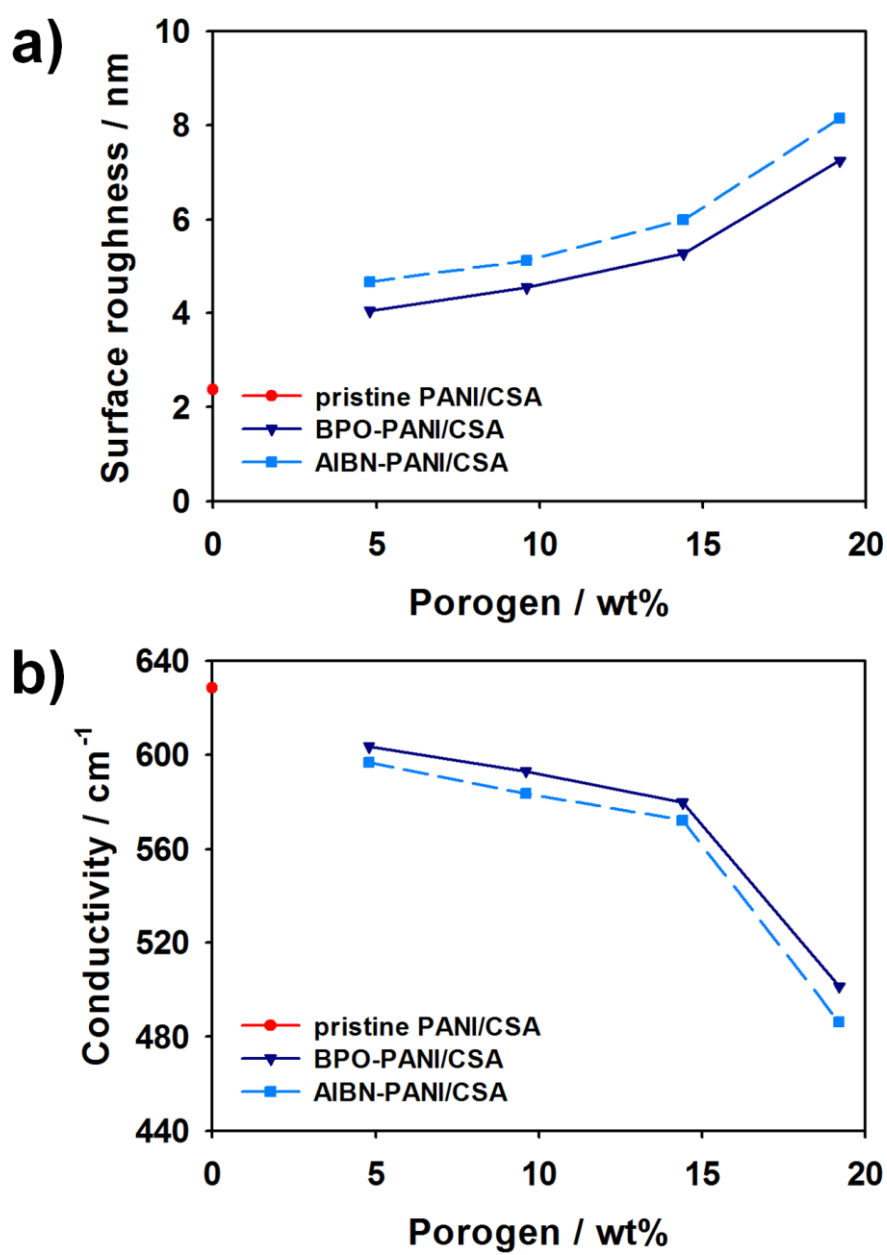 a)
Surface roughness / nm
10
8
6
4
2
0
pristine PANI/CSA
BPO-PANI/CSA
AIBN-PANI/CSA
0 5 10 15 20
Porogen / wt%
b)
Conductivity / cm⁻¹
640
600
560
520
480
440
pristine PANI/CSA
BPO-PANI/CSA
AIBN-PANI/CSA
0 5 10 15 20
Porogen / wt%